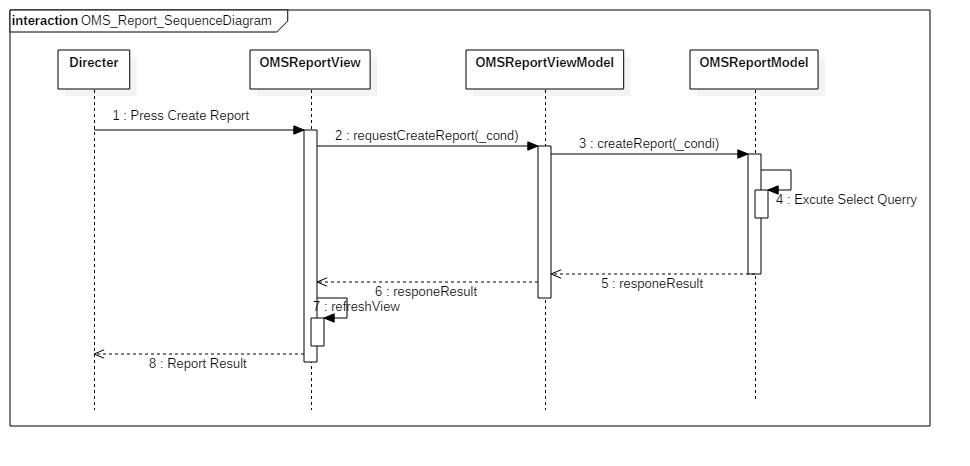 interaction OMS_Report_SequenceDiagram
Directer
OMSReportView
OMSReportViewModel
OMSReportModel
1 : Press Create Report
2 : requestCreateReport(_cond)
3 : createReport(_condi)
4 : Excute Select Querry
5 : responeResult
6 : responeResult
7 : refreshView
8 : Report Result